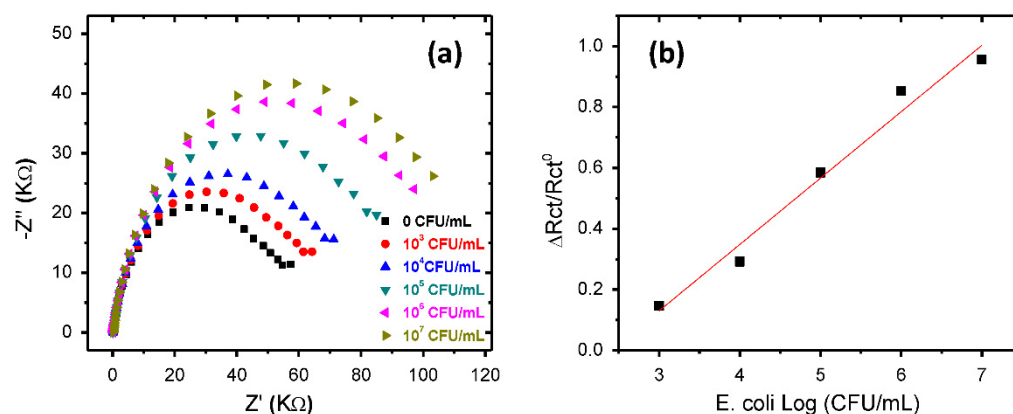 50
40
30
20
10
0
-Z'' (KΩ)
(a)
0 CFU/mL
10³ CFU/mL
10⁴CFU/mL
10⁵ CFU/mL
10⁶ CFU/mL
10⁷ CFU/mL
0 20 40 60 80 100 120
Z' (KΩ)
1.0
0.8
0.6
0.4
0.2
0.0
ΔRct/Rct⁰
(b)
3 4 5 6 7
E. coli Log (CFU/mL)